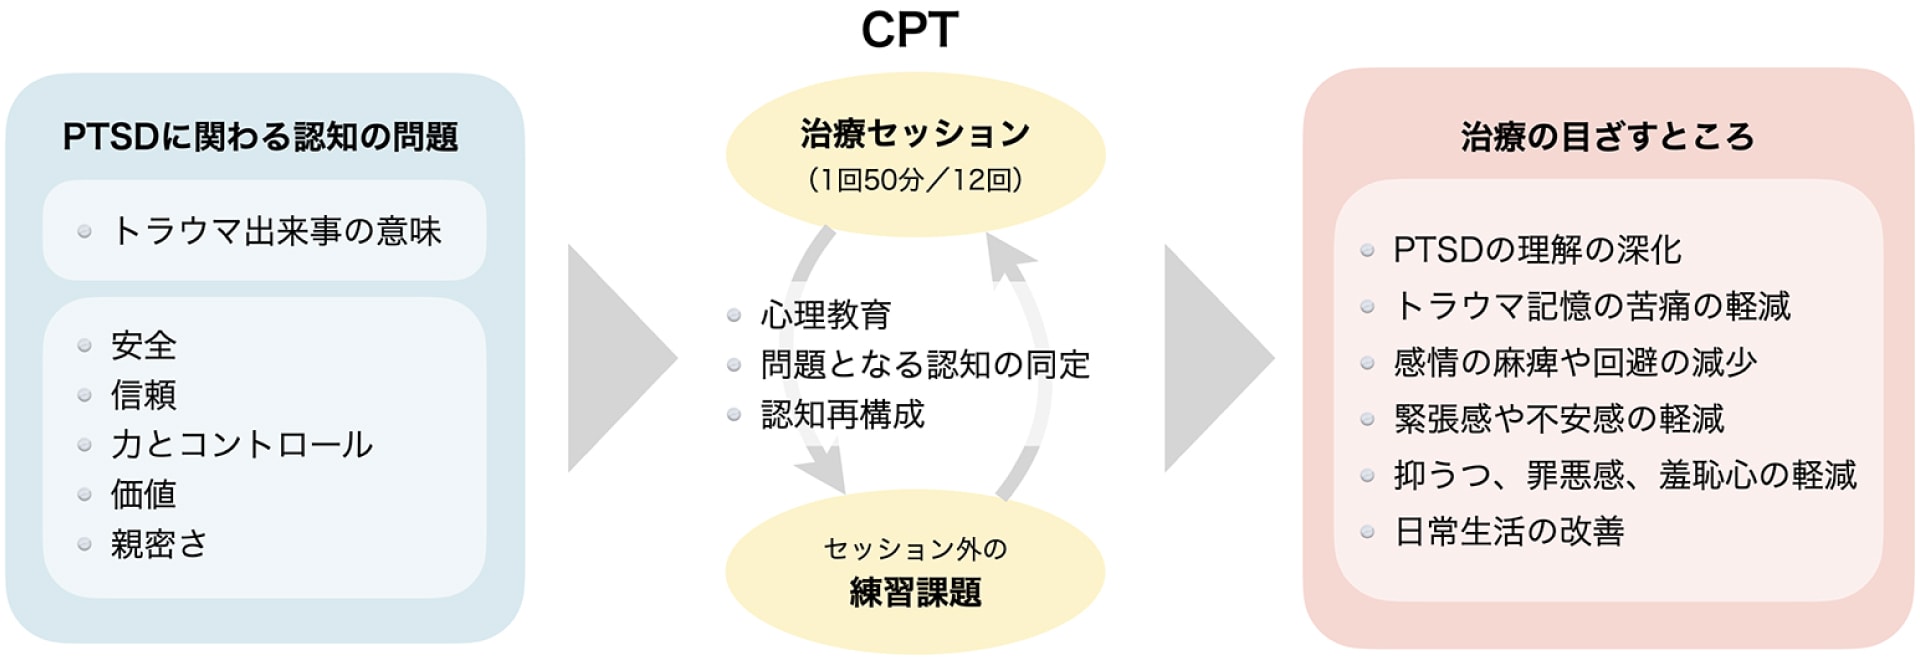 CPT
PTSDに関わる認知の問題
トラウマ出来事の意味
安全
信頼
力とコントロール
価値
親密さ
治療セッション
（1回50分／12回）
心理教育
問題となる認知の同定
認知再構成
セッション外の
練習課題
治療の目ざすところ
PTSDの理解の深化
トラウマ記憶の苦痛の軽減
感情の麻痺や回避の減少
緊張感や不安感の軽減
抑うつ、罪悪感、羞恥心の軽減
日常生活の改善